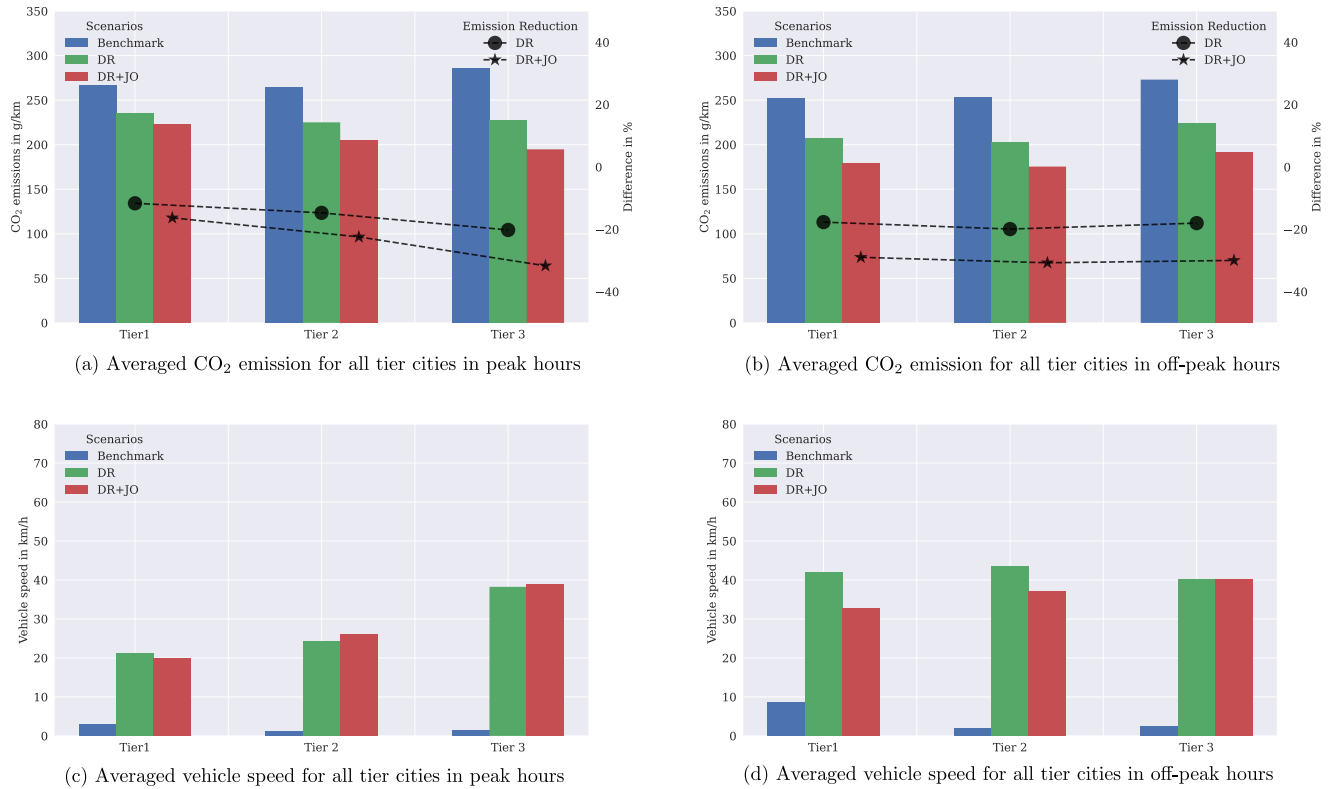 350
300
250
200
150
100
50
0
CO₂ emissions in g/km
Scenarios
Benchmark
DR
DR+JO
Emission Reduction
DR
DR+JO
40
20
0
−20
−40
Difference in %
Tier1
Tier 2
Tier 3
(a) Averaged CO₂ emission for all tier cities in peak hours
350
300
250
200
150
100
50
0
CO₂ emissions in g/km
Scenarios
Benchmark
DR
DR+JO
Emission Reduction
DR
DR+JO
40
20
0
−20
−40
Difference in %
Tier1
Tier 2
Tier 3
(b) Averaged CO₂ emission for all tier cities in off-peak hours
80
70
60
50
40
30
20
10
0
Vehicle speed in km/h
Scenarios
Benchmark
DR
DR+JO
Tier1
Tier 2
Tier 3
(c) Averaged vehicle speed for all tier cities in peak hours
80
70
60
50
40
30
20
10
0
Vehicle speed in km/h
Scenarios
Benchmark
DR
DR+JO
Tier1
Tier 2
Tier 3
(d) Averaged vehicle speed for all tier cities in off-peak hours